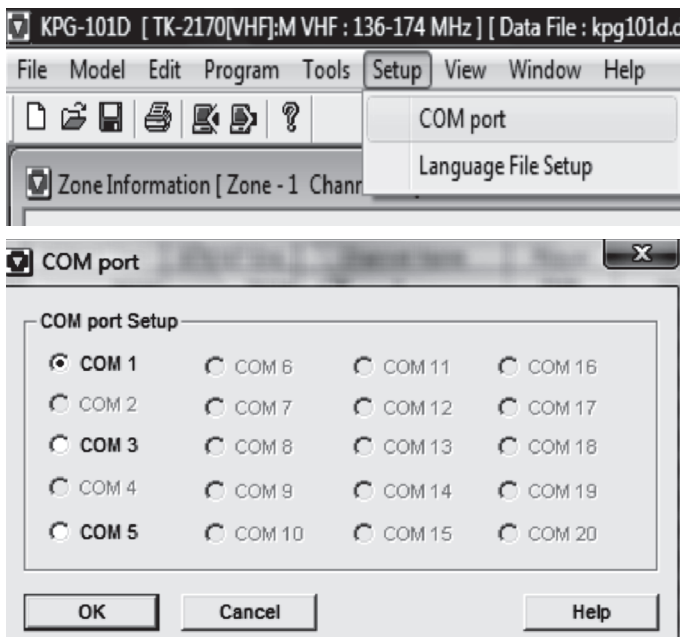 KPG-101D [ TK-2170[VHF]:M VHF : 136-174 MHz ] [ Data File : kpg101d.
File Model Edit Program Tools Setup View Window Help
COM port
Language File Setup
Zone Information [ Zone - 1 Chann
COM port
COM port Setup
COM 1 COM 6 COM 11 COM 16
COM 2 COM 7 COM 12 COM 17
COM 3 COM 8 COM 13 COM 18
COM 4 COM 9 COM 14 COM 19
COM 5 COM 10 COM 15 COM 20
OK Cancel Help